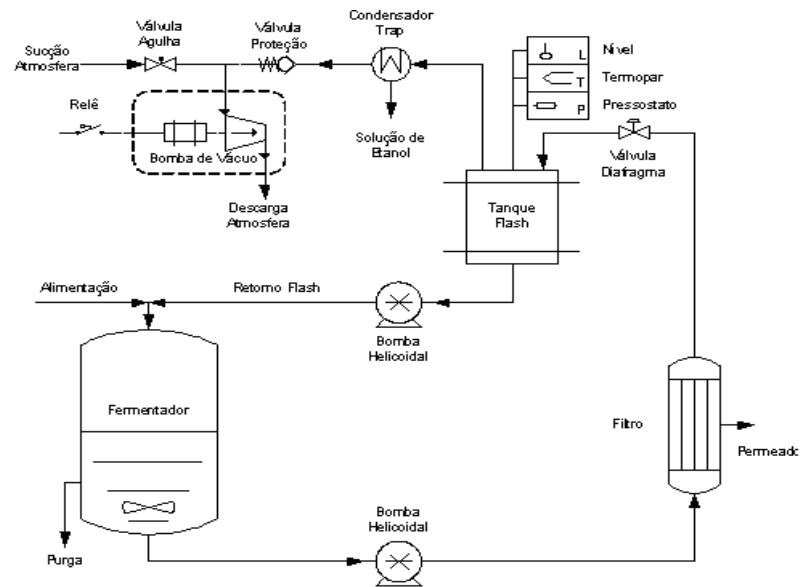 Condensador
Trap
Válvula
Agulha
Válvula
Proteção
Sucção
Atmosfera
L
Nível
T
Termopar
P
Pressostato
Relê
Solução de
Etanol
Bomba de Vácuo
Válvula
Diafragma
Descarga
Atmosfera
Tanque
Flash
Alimentação
Retorno Flash
Bomba
Helicoidal
Fermentador
Filtro
Permeado
Bomba
Helicoidal
Purga